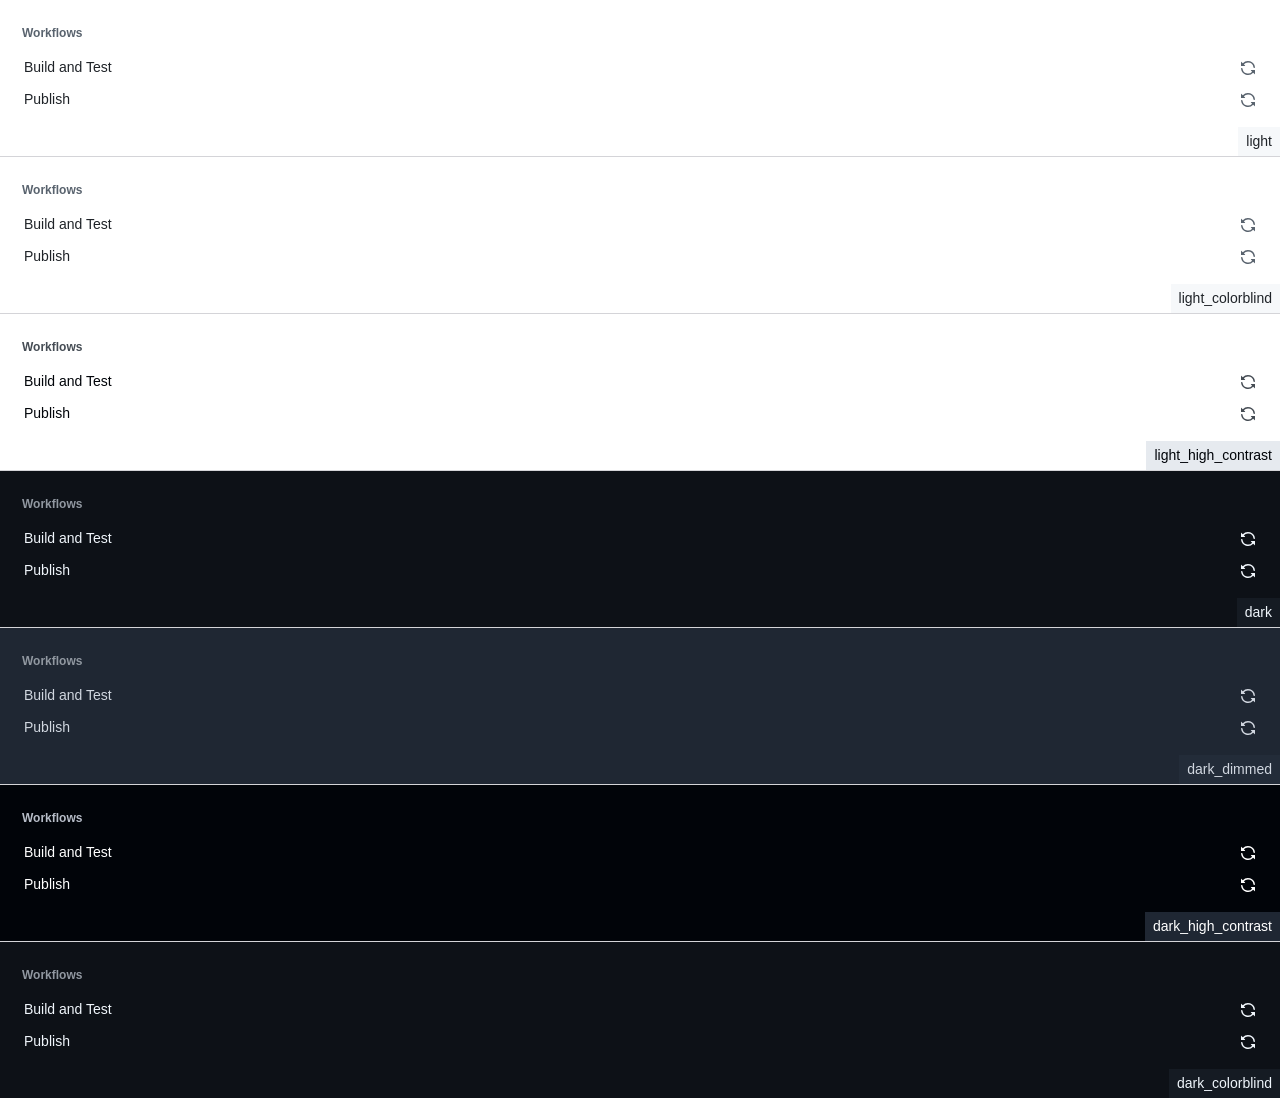 Workflows
Build and Test
Publish
light
Workflows
Build and Test
Publish
light_colorblind
Workflows
Build and Test
Publish
light_high_contrast
Workflows
Build and Test
Publish
dark
Workflows
Build and Test
Publish
dark_dimmed
Workflows
Build and Test
Publish
dark_high_contrast
Workflows
Build and Test
Publish
dark_colorblind